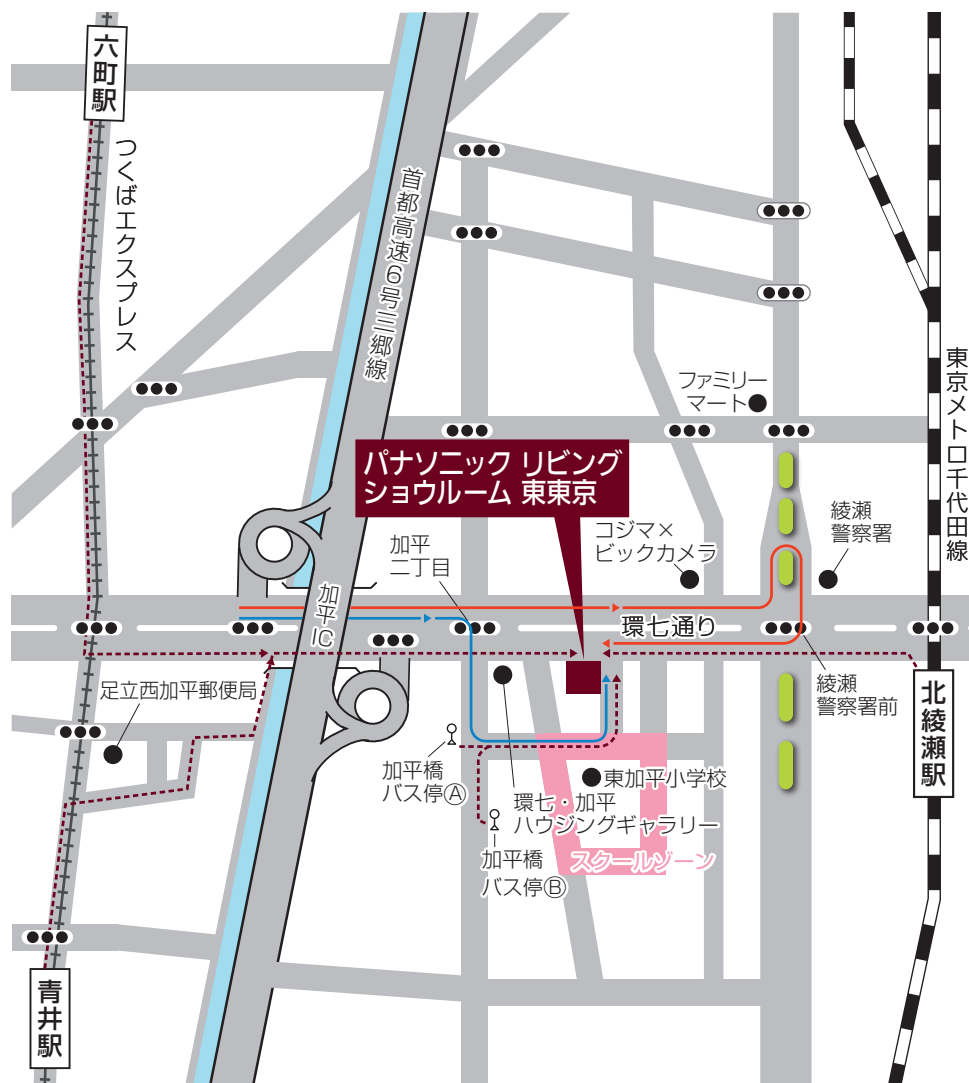 六町駅
つくばエクスプレス
首都高速6号三郷線
ファミリー
マート
東京メトロ千代田線
パナソニック リビング
ショウルーム 東東京
コジマ×
ビックカメラ
綾瀬
警察署
加平
二丁目
加平IC
環七通り
足立西加平郵便局
綾瀬
警察署前
北綾瀬駅
加平橋
バス停Ⓐ
東加平小学校
環七・加平
ハウジングギャラリー
加平橋
バス停Ⓑ
スクールゾーン
青井駅